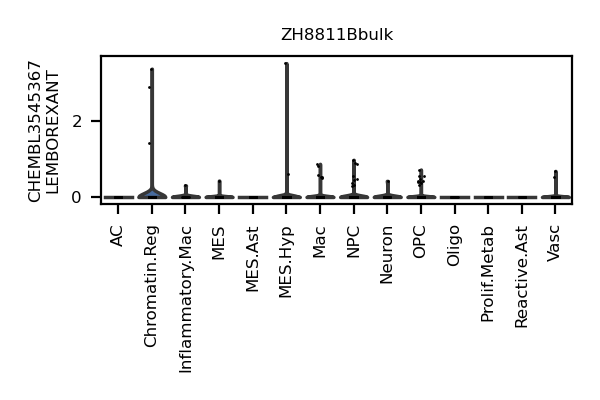 ZH8811Bbulk
CHEMBL3545367
LEMBOREXANT
2
0
AC
Chromatin.Reg
Inflammatory.Mac
MES
MES.Ast
MES.Hyp
Mac
NPC
Neuron
OPC
Oligo
Prolif.Metab
Reactive.Ast
Vasc